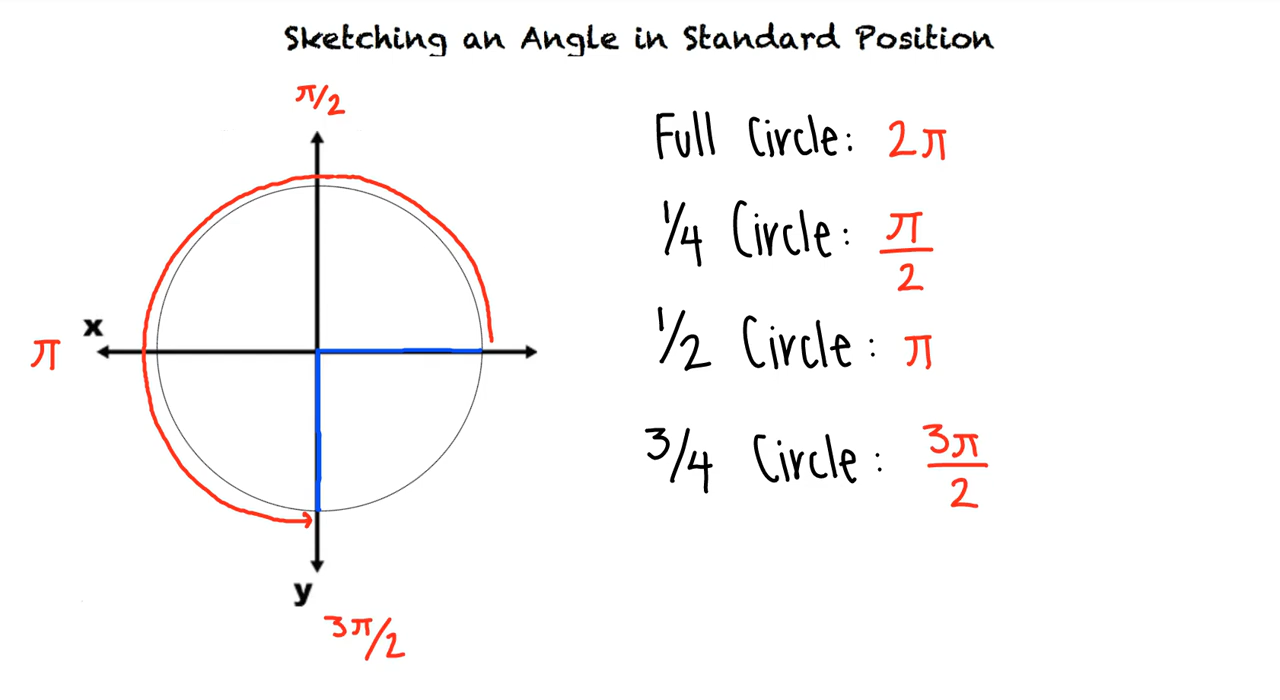 Sketching an Angle in Standard Position
π/2
Full Circle: 2π
1/4 Circle: π/2
x
π
1/2 Circle: π
3/4 Circle: 3π/2
y
3π/2